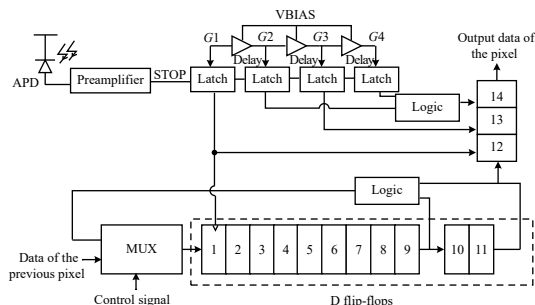 VBIAS
G1 G2 G3 G4
Delay Delay Delay
APD Preamplifier STOP Latch Latch Latch Latch
Logic
Output data of
the pixel
14
13
12
Logic
MUX
1 2 3 4 5 6 7 8 9 10 11
Data of the
previous pixel
Control signal
D flip-flops